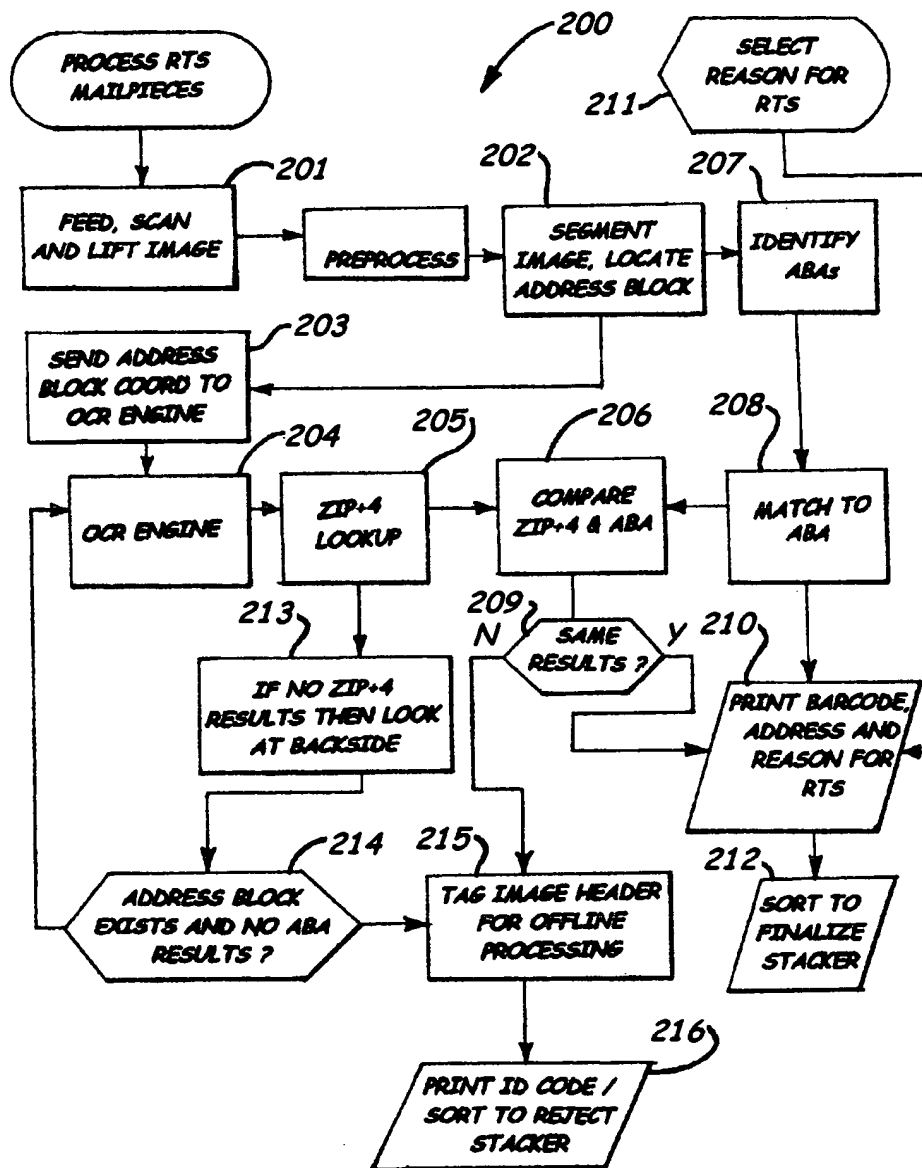 200
PROCESS RTS
MAILPIECES
SELECT
REASON FOR
RTS
211
201
FEED, SCAN
AND LIFT IMAGE
PREPROCESS
202
SEGMENT
IMAGE, LOCATE
ADDRESS BLOCK
207
IDENTIFY
ABAs
203
SEND ADDRESS
BLOCK COORD TO
OCR ENGINE
204
OCR ENGINE
205
ZIP+4
LOOKUP
206
COMPARE
ZIP+4 & ABA
208
MATCH TO
ABA
209
N
SAME
RESULTS ?
Y
210
PRINT BARCODE,
ADDRESS AND
REASON FOR
RTS
213
IF NO ZIP+4
RESULTS THEN LOOK
AT BACKSIDE
214
ADDRESS BLOCK
EXISTS AND NO ABA
RESULTS ?
215
TAG IMAGE HEADER
FOR OFFLINE
PROCESSING
212
SORT TO
FINALIZE
STACKER
216
PRINT ID CODE /
SORT TO REJECT
STACKER